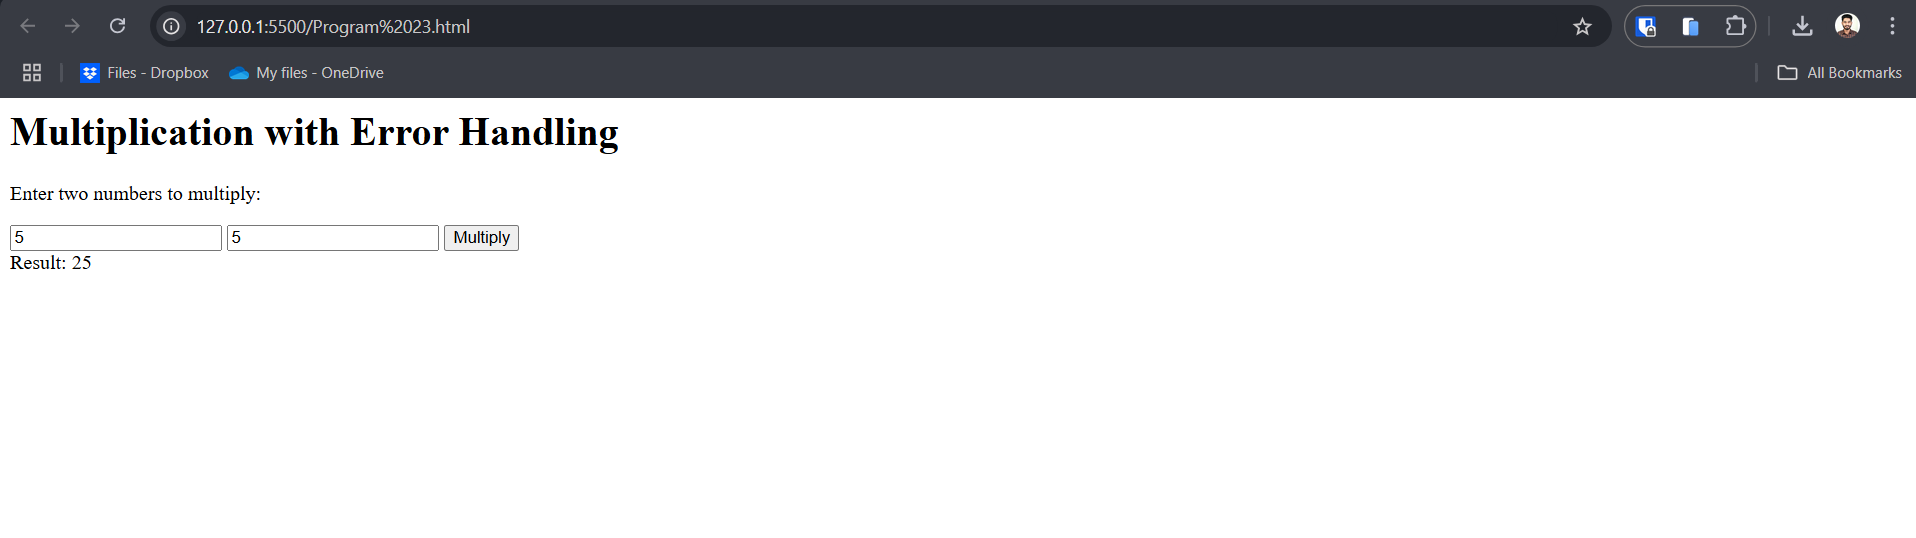 127.0.0.1:5500/Program%2023.html
Files - Dropbox My files - OneDrive All Bookmarks
Multiplication with Error Handling
Enter two numbers to multiply:
5 5 Multiply
Result: 25